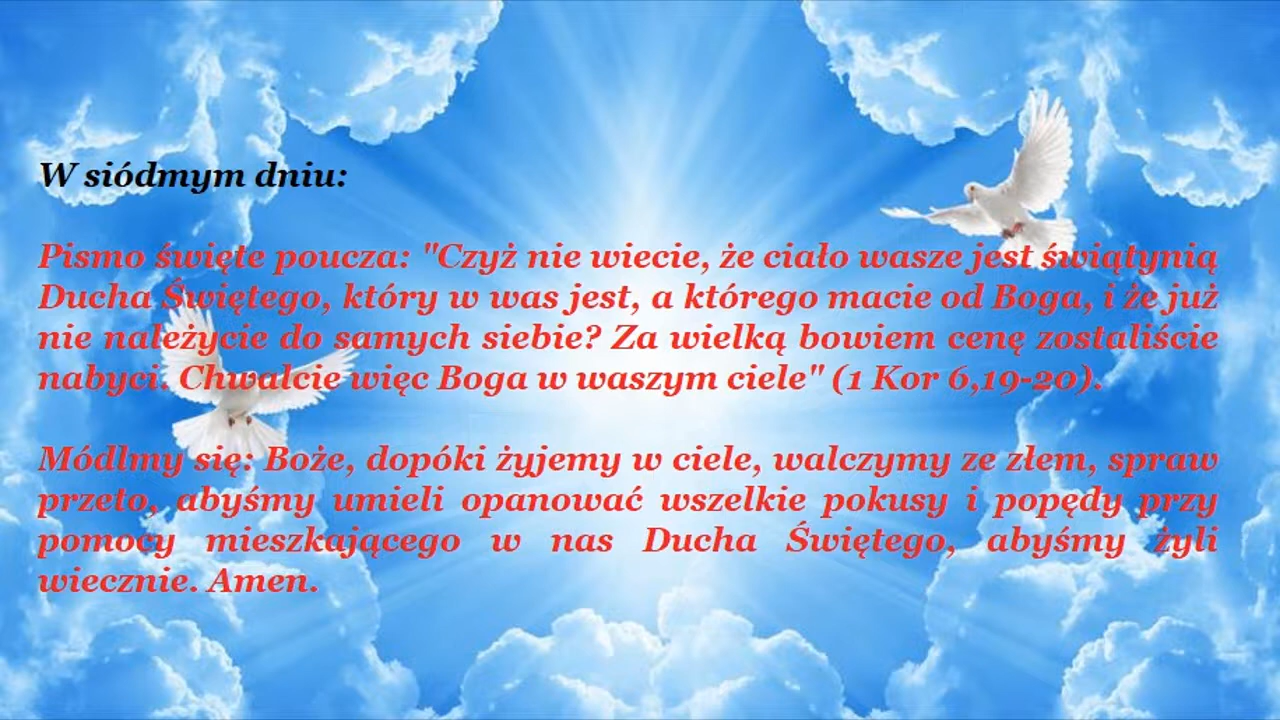 W siódmym dniu:
Pismo święte poucza: "Czyż nie wiecie, że ciało wasze jest świątynią
Ducha Świętego, który w was jest, a którego macie od Boga, i że już
nie należycie do samych siebie? Za wielką bowiem cenę zostaliście
nabyci. Chwalcie więc Boga w waszym ciele" (1 Kor 6,19-20).
Módlmy się: Boże, dopóki żyjemy w ciele, walczymy ze złem, spraw
przeto, abyśmy umieli opanować wszelkie pokusy i popędy przy
pomocy mieszkającego w nas Ducha Świętego, abyśmy żyli
wiecznie. Amen.